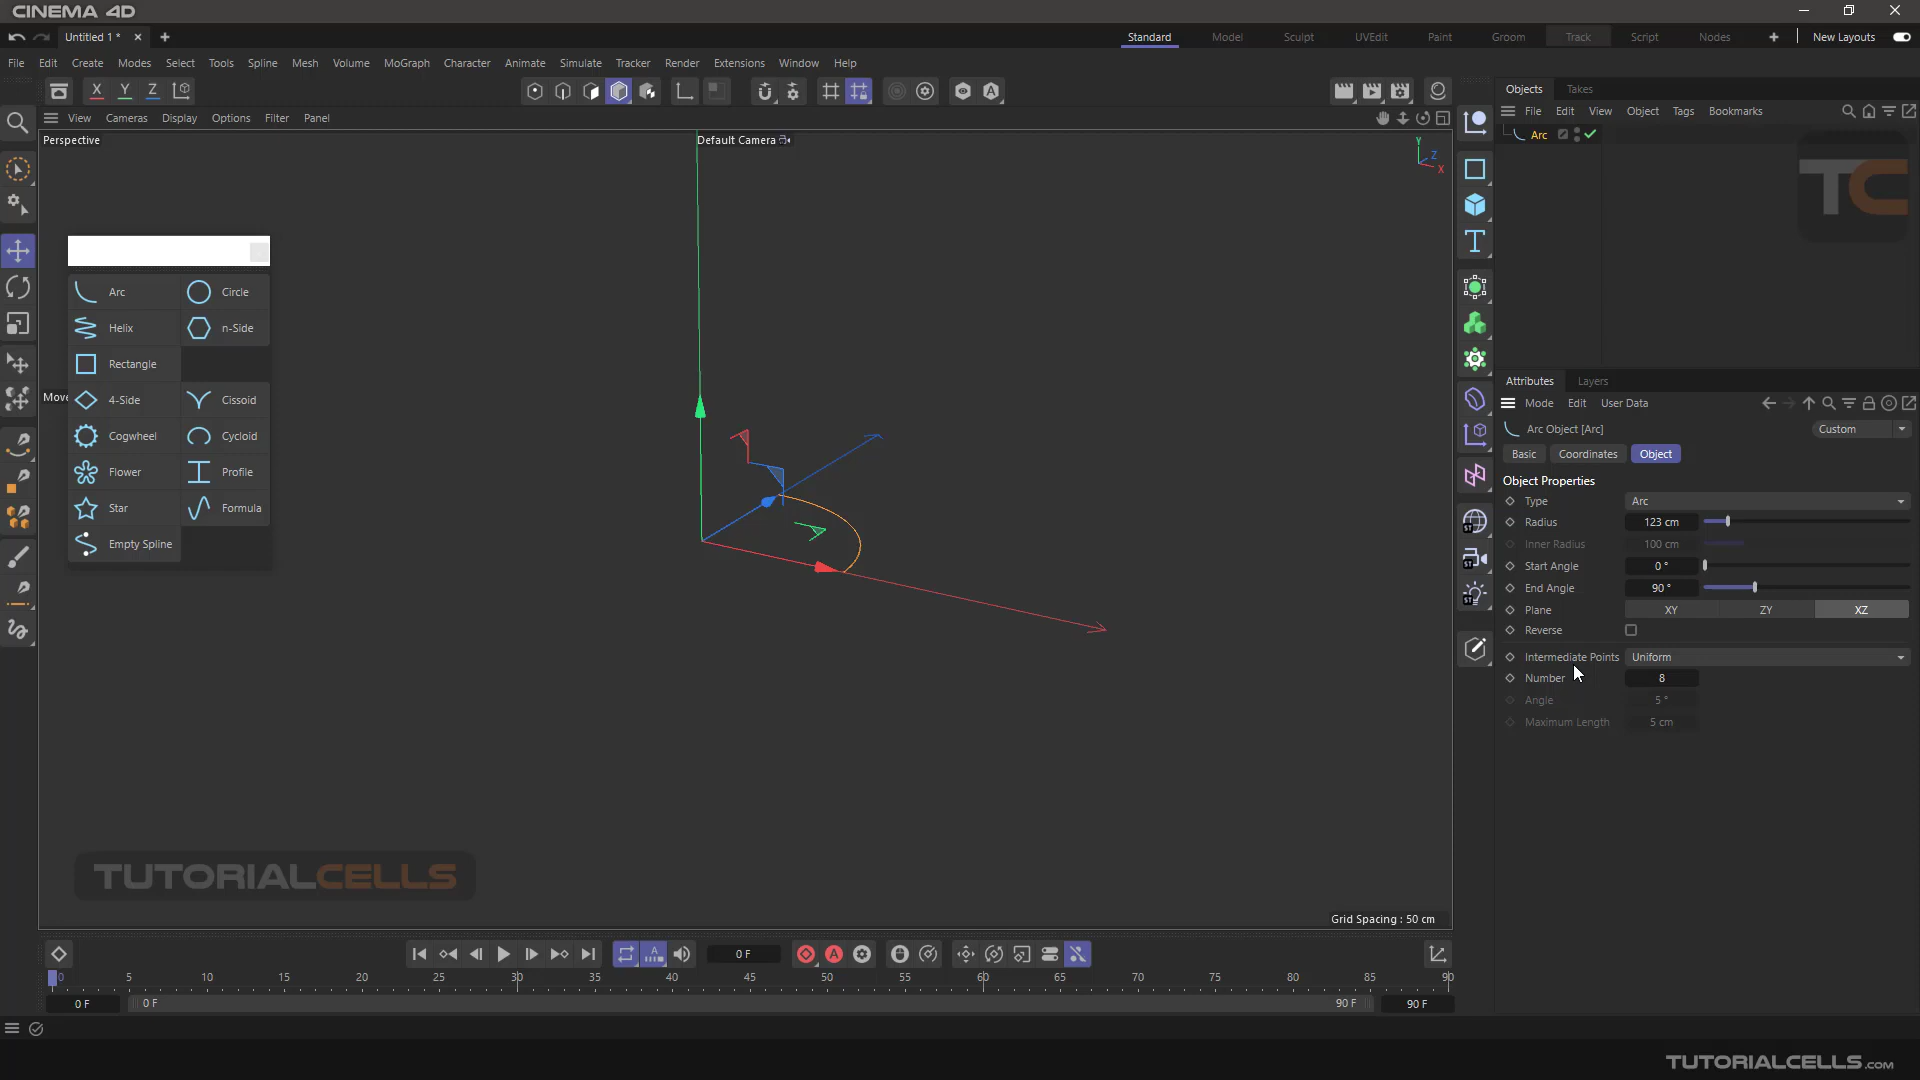 CINEMA 4D
Untitled 1 *
Standard Model Sculpt UVEdit Paint Groom Track Script Nodes New Layouts
File Edit Create Modes Select Tools Spline Mesh Volume MoGraph Character Animate Simulate Tracker Render Extensions Window Help
X Y Z
Objects Takes
View Cameras Display Options Filter Panel
File Edit View Object Tags Bookmarks
Perspective
Default Camera
Y Z X
Arc
TC
Arc Circle
Helix n-Side
Rectangle
Move
4-Side Cissoid
Cogwheel Cycloid
Flower Profile
Star Formula
Empty Spline
Attributes Layers
Mode Edit User Data
Arc Object [Arc]
Custom
Basic Coordinates Object
Object Properties
Type Arc
Radius 123 cm
Inner Radius 100 cm
Start Angle 0 °
End Angle 90 °
Plane XY ZY XZ
Reverse
Intermediate Points Uniform
Number 8
Angle 5 °
Maximum Length 5 cm
TUTORIALCELLS
Grid Spacing : 50 cm
0 F
0 5 10 15 20 25 30 35 40 45 50 55 60 65 70 75 80 85 90
0 F 0 F 90 F 90 F
TUTORIALCELLS.COM